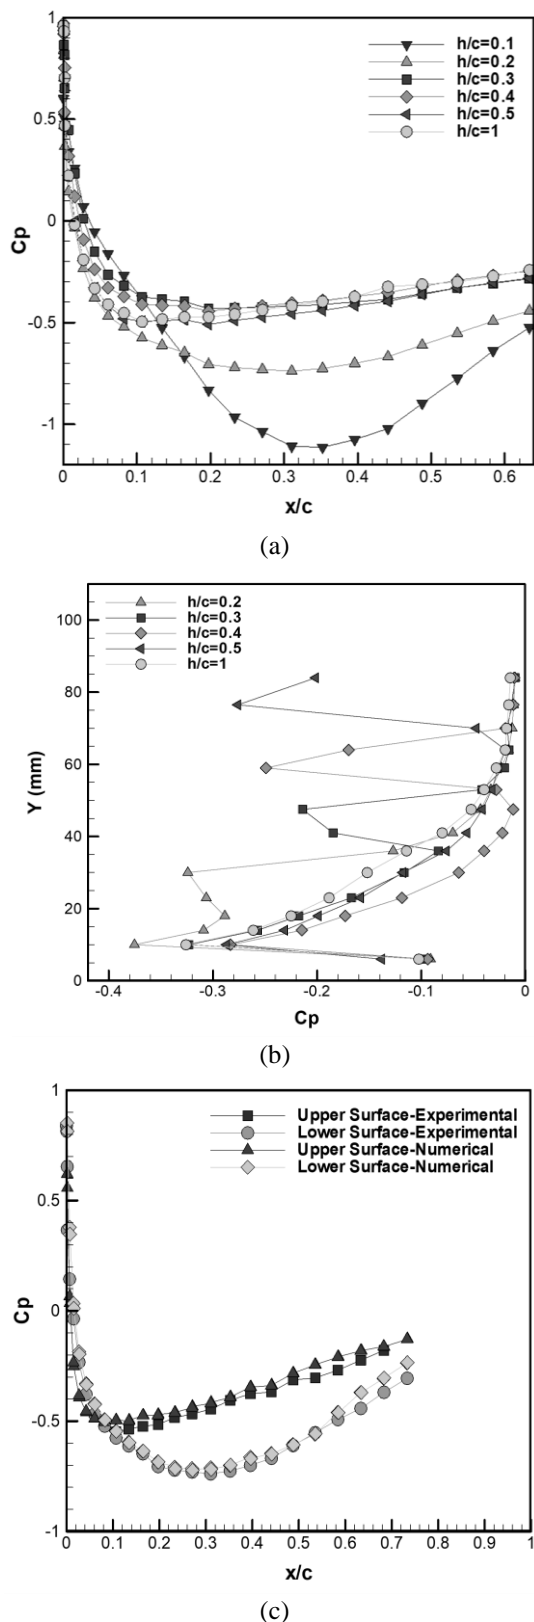 1
0.5
0
-0.5
-1
Cp
h/c=0.1
h/c=0.2
h/c=0.3
h/c=0.4
h/c=0.5
h/c=1
0 0.1 0.2 0.3 0.4 0.5 0.6
x/c
(a)
100
80
60
40
20
0
Y (mm)
h/c=0.2
h/c=0.3
h/c=0.4
h/c=0.5
h/c=1
-0.4 -0.3 -0.2 -0.1 0
Cp
(b)
1
0.5
0
-0.5
-1
Cp
Upper Surface-Experimental
Lower Surface-Experimental
Upper Surface-Numerical
Lower Surface-Numerical
0 0.1 0.2 0.3 0.4 0.5 0.6 0.7 0.8 0.9 1
x/c
(c)